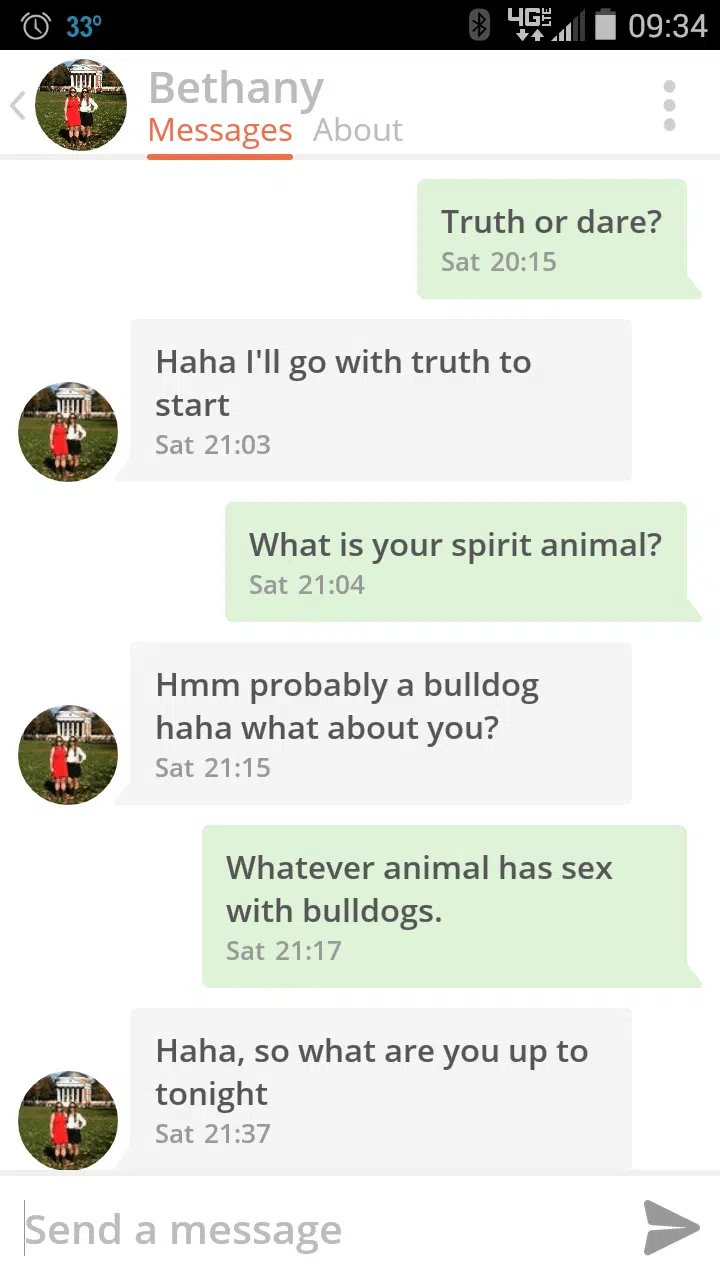 33º
4G LTE
09:34
Bethany
Messages About
Truth or dare?
Sat 20:15
Haha I'll go with truth to
start
Sat 21:03
What is your spirit animal?
Sat 21:04
Hmm probably a bulldog
haha what about you?
Sat 21:15
Whatever animal has sex
with bulldogs.
Sat 21:17
Haha, so what are you up to
tonight
Sat 21:37
Send a message